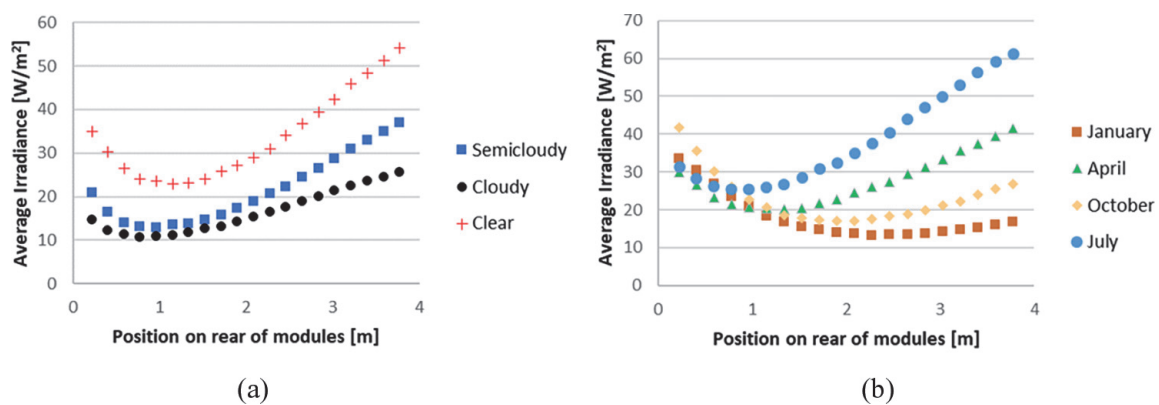 60
50
40
30
20
10
0
0 1 2 3 4
Average Irradiance [W/m²]
Position on rear of modules [m]
Semicloudy
Cloudy
Clear
(a)
70
60
50
40
30
20
10
0
0 1 2 3 4
Average Irradiance [W/m²]
Position on rear of modules [m]
January
April
October
July
(b)